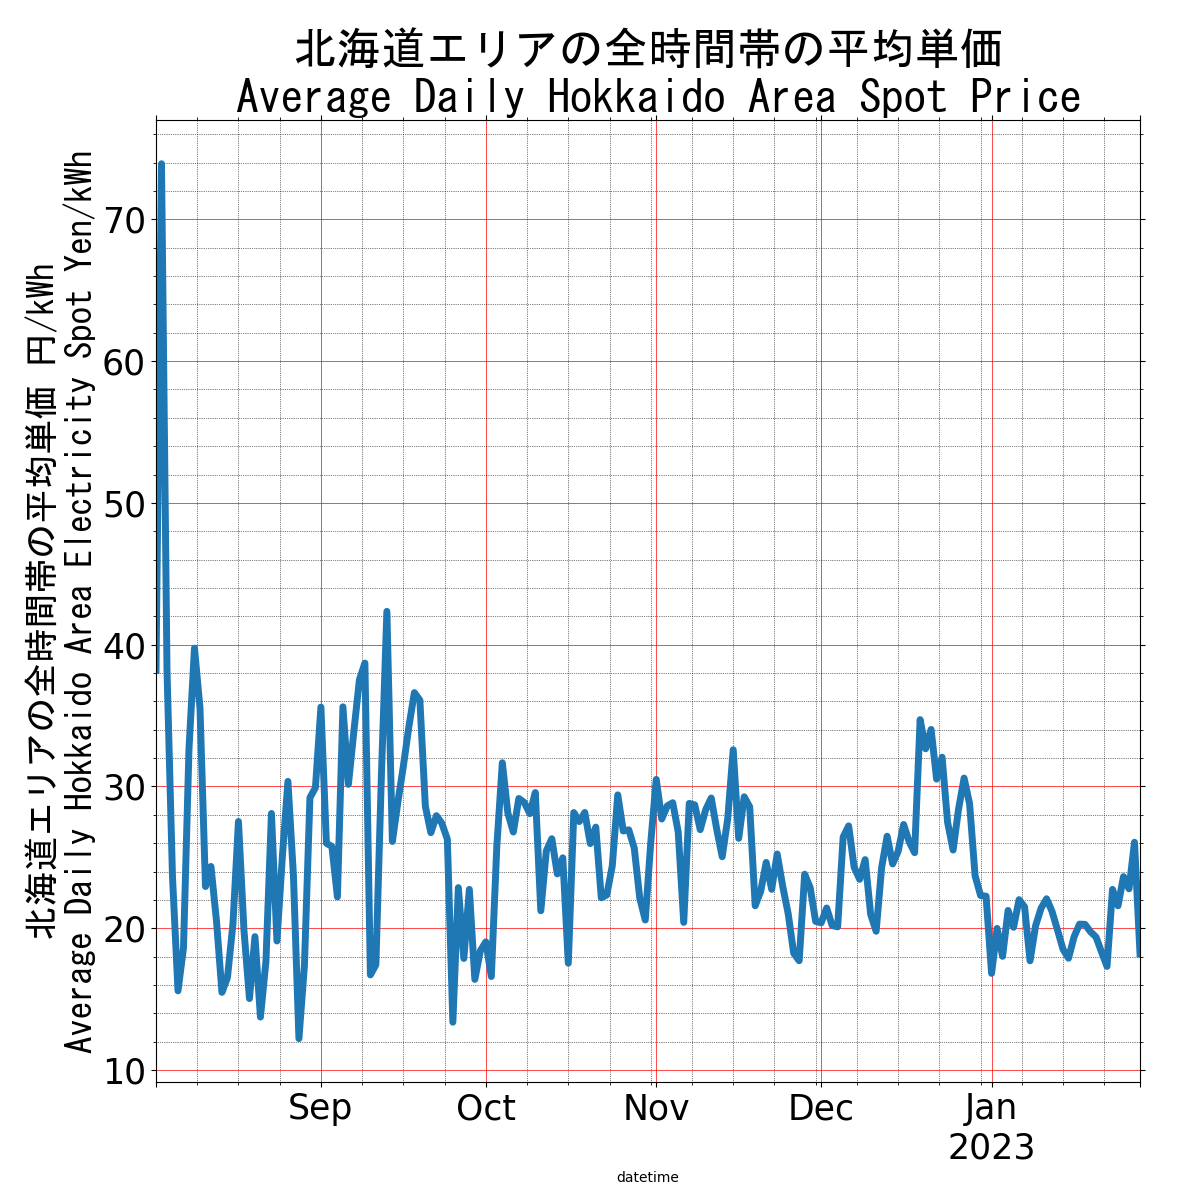 北海道エリアの全時間帯の平均単価
Average Daily Hokkaido Area Spot Price
北海道エリアの全時間帯の平均単価 円/kWh
Average Daily Hokkaido Area Electricity Spot Yen/kWh
70
60
50
40
30
20
10
Sep
Oct
Nov
Dec
Jan
2023
datetime